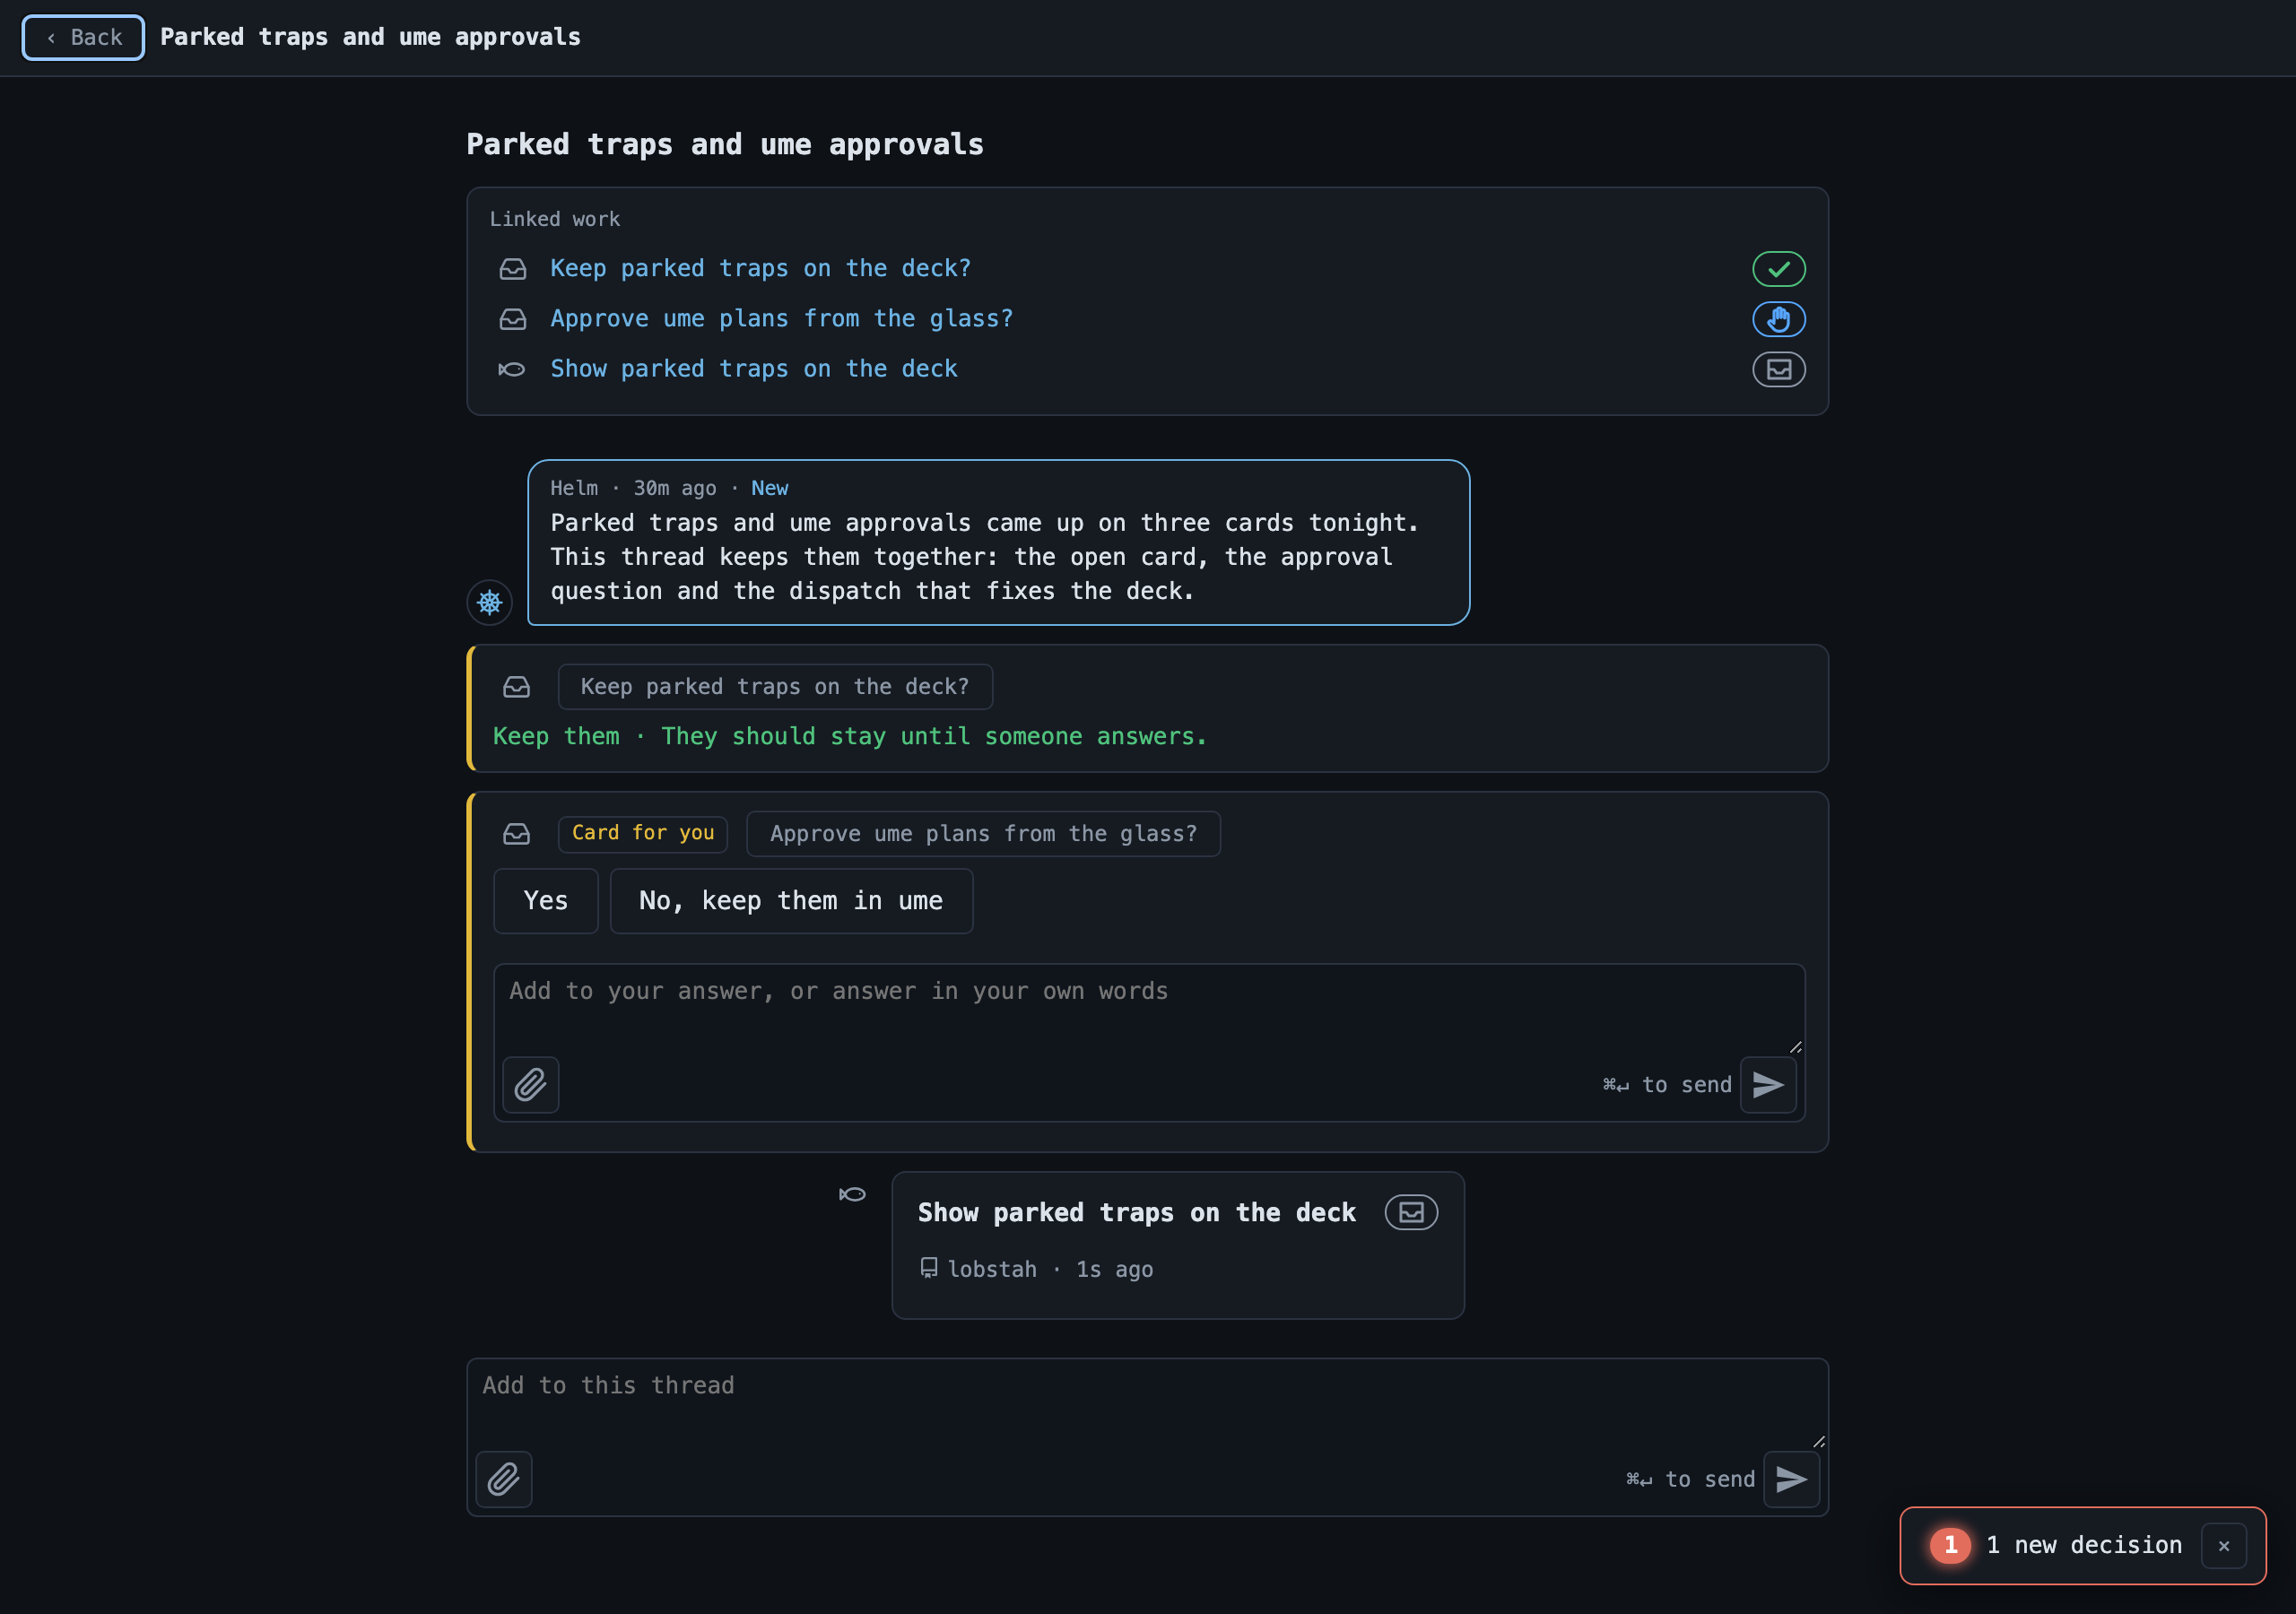 ‹ Back Parked traps and ume approvals
Parked traps and ume approvals
Linked work
Keep parked traps on the deck?
Approve ume plans from the glass?
Show parked traps on the deck
Helm · 30m ago · New
Parked traps and ume approvals came up on three cards tonight.
This thread keeps them together: the open card, the approval
question and the dispatch that fixes the deck.
Keep parked traps on the deck?
Keep them · They should stay until someone answers.
Card for you Approve ume plans from the glass?
Yes No, keep them in ume
Add to your answer, or answer in your own words
⌘↵ to send
Show parked traps on the deck
lobstah · 1s ago
Add to this thread
⌘↵ to send
1 1 new decision ×